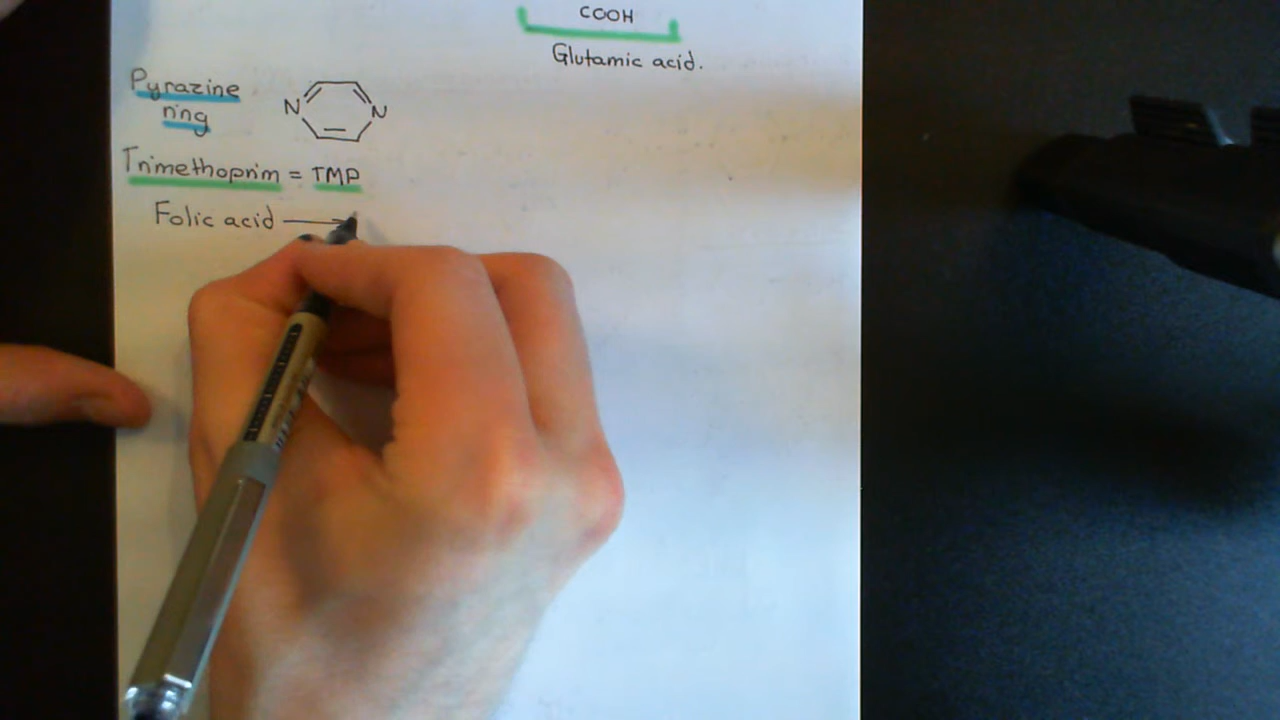 COOH
Glutamic acid.
Pyrazine
ring
N
N
Trimethoprim = TMP
Folic acid →